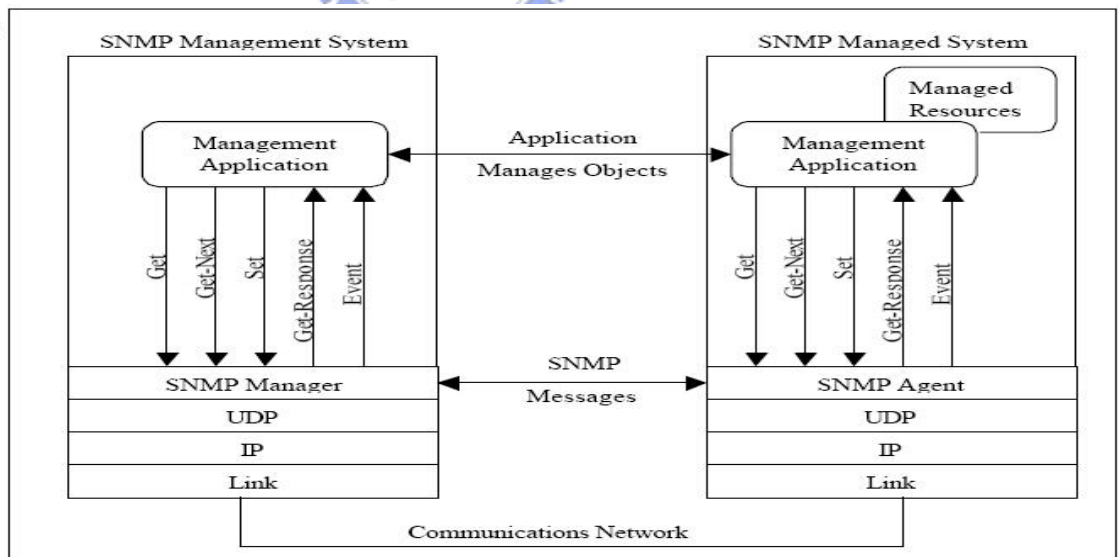 SNMP Management System
SNMP Managed System
Managed
Resources
Management
Application
Application
Manages Objects
Management
Application
Get
Get-Next
Set
Get-Response
Event
Get
Get-Next
Set
Get-Response
Event
SNMP Manager
SNMP
Messages
SNMP Agent
UDP
UDP
IP
IP
Link
Link
Communications Network